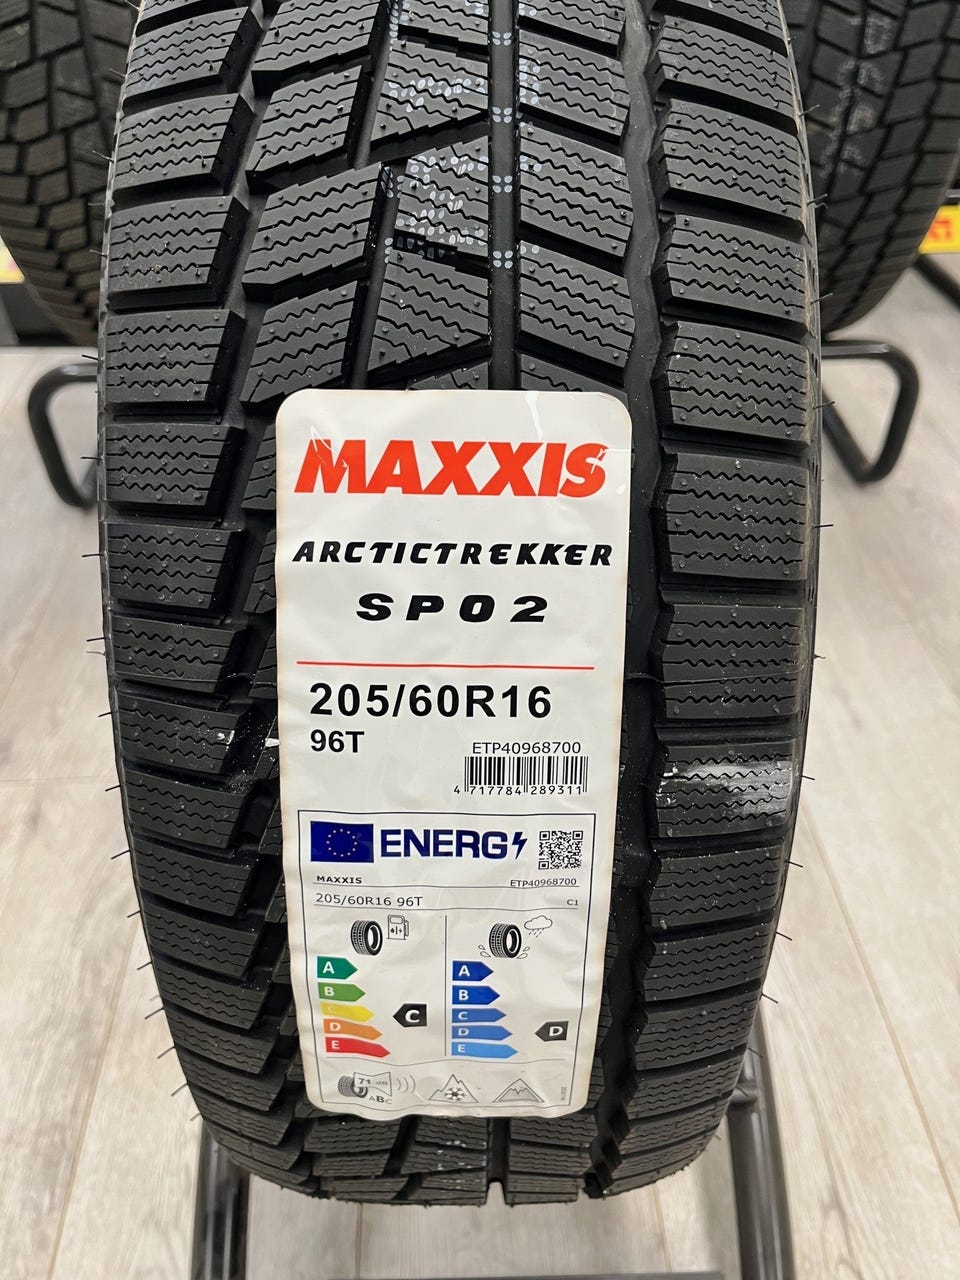 MAXXIS
ARCTICTREKKER
SP02
205/60R16
96T
ETP40968700
4 717784 289311
ENERG
MAXXIS ETP40968700
205/60R16 96T C1
A A
B B
C C C
D D D
E E
71 dB
ABC